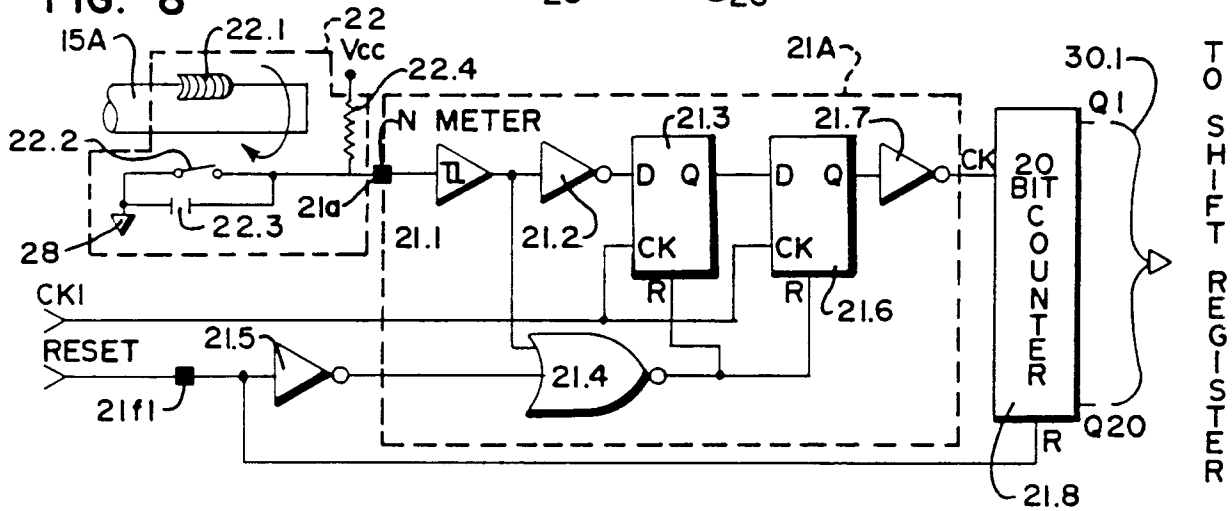 FIG. 8
15A
22.1
22
Vcc
22.4
21A
30.1
TO SHIFT REGISTER
N METER
21.3
21.7
Q1
22.2
CK
20 BIT COUNTER
D Q
D Q
21a
22.3
21.1
21.2
28
CK
CK
R
R
21.6
CK1
21.5
RESET
21.4
21f1
Q20
R
21.8